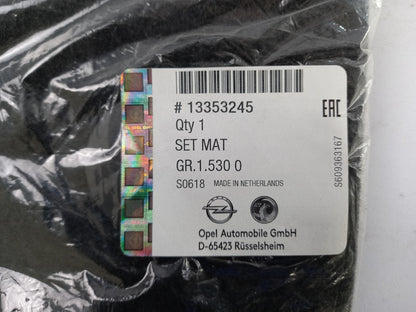 # 13353245
Qty 1
SET MAT
GR.1.530 0
S0618 MADE IN NETHERLANDS
Opel Automobile GmbH
D-65423 Rüsselsheim
EAC
S609363167